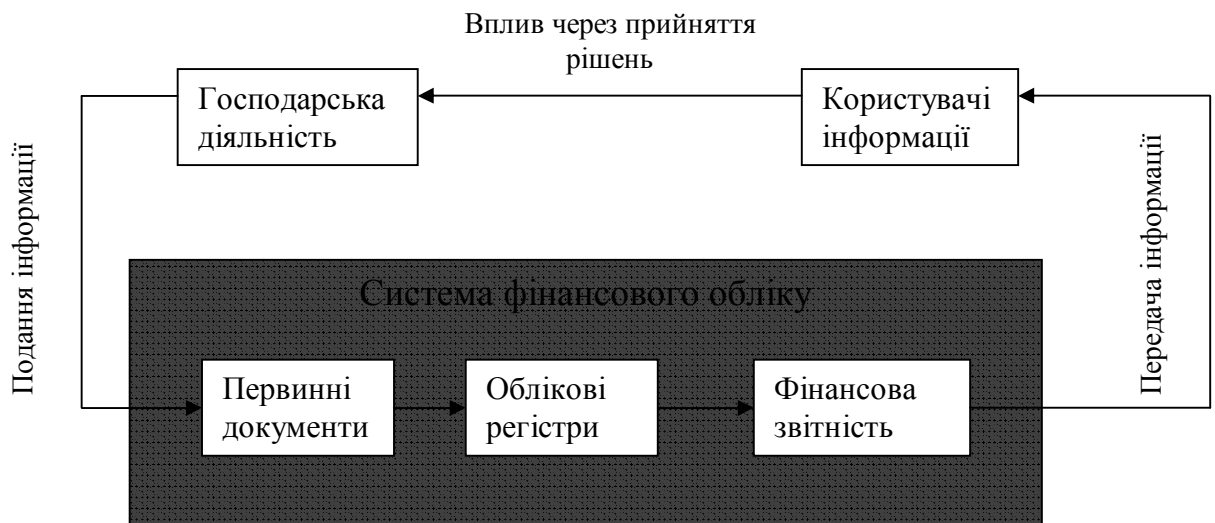 Вплив через прийняття
рішень
Господарська
діяльність
Користувачі
інформації
Подання інформації
Передача інформації
Система фінансового обліку
Первинні
документи
Облікові
регістри
Фінансова
звітність